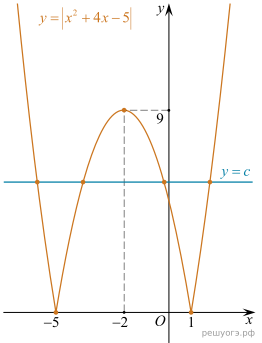 y = |x² + 4x − 5|
y
9
y = c
−5
−2
O
1
x
решуогэ.рф